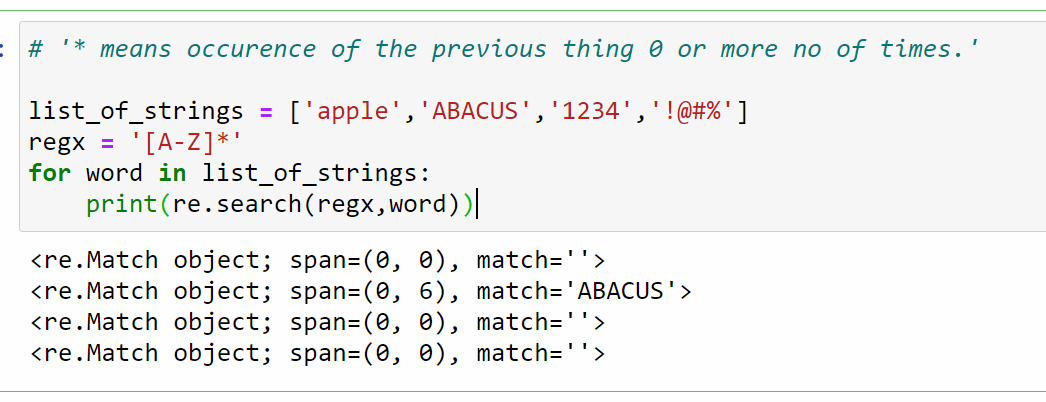 # '* means occurence of the previous thing 0 or more no of times.'
list_of_strings = ['apple','ABACUS','1234','!@#%']
regx = '[A-Z]*'
for word in list_of_strings:
    print(re.search(regx,word))
<re.Match object; span=(0, 0), match=''>
<re.Match object; span=(0, 6), match='ABACUS'>
<re.Match object; span=(0, 0), match=''>
<re.Match object; span=(0, 0), match=''>